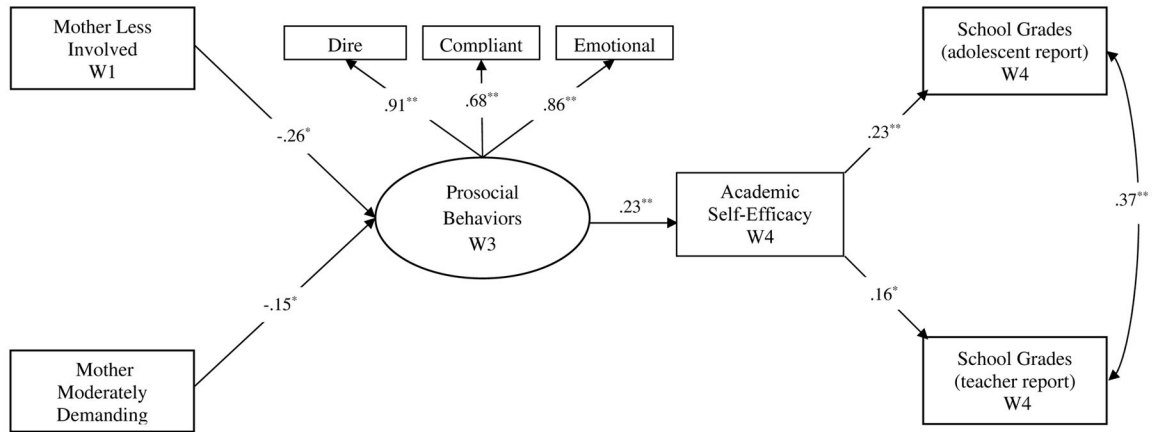 Mother Less
Involved
W1
Dire
Compliant
Emotional
School Grades
(adolescent report)
W4
.91**
.68**
.86**
-.26*
.23**
Prosocial
Behaviors
W3
.23**
Academic
Self-Efficacy
W4
.37**
-.15*
.16*
Mother
Moderately
Demanding
School Grades
(teacher report)
W4